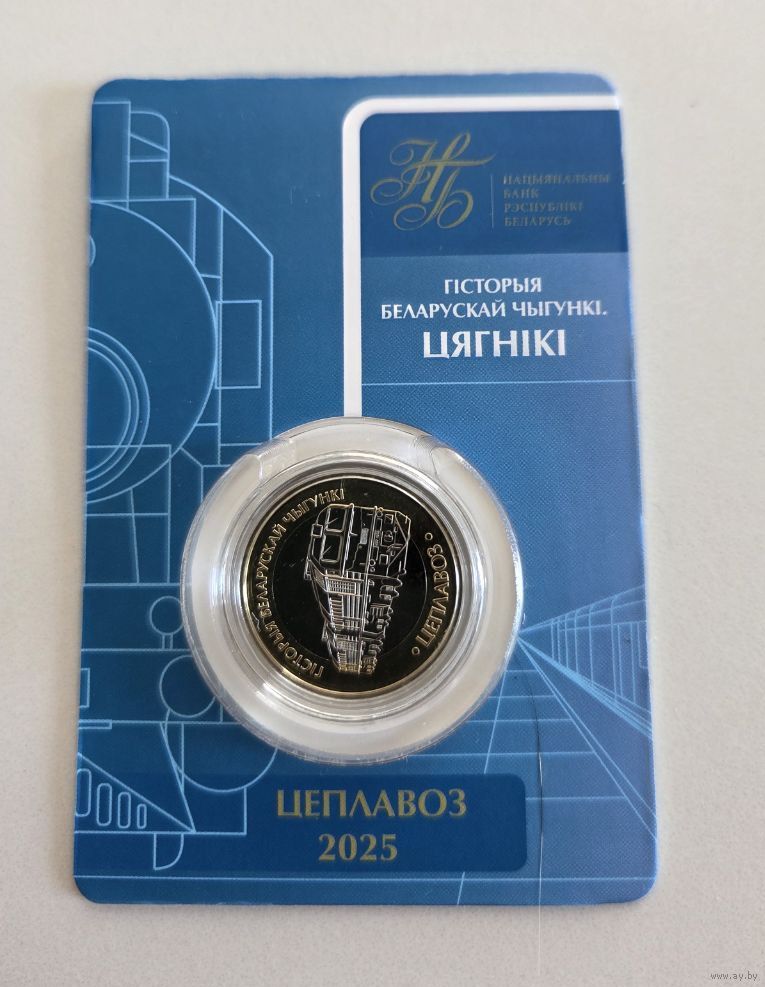 НБ
НАЦЫЯНАЛЬНЫ
БАНК
РЭСПУБЛІКІ
БЕЛАРУСЬ
ГІСТОРЫЯ
БЕЛАРУСКАЙ ЧЫГУНКІ.
ЦЯГНІКІ
ГІСТОРЫЯ БЕЛАРУСКАЙ ЧЫГУНКІ
• ЦЕПЛАВОЗ •
ЦЕПЛАВОЗ
2025
www.ay.by